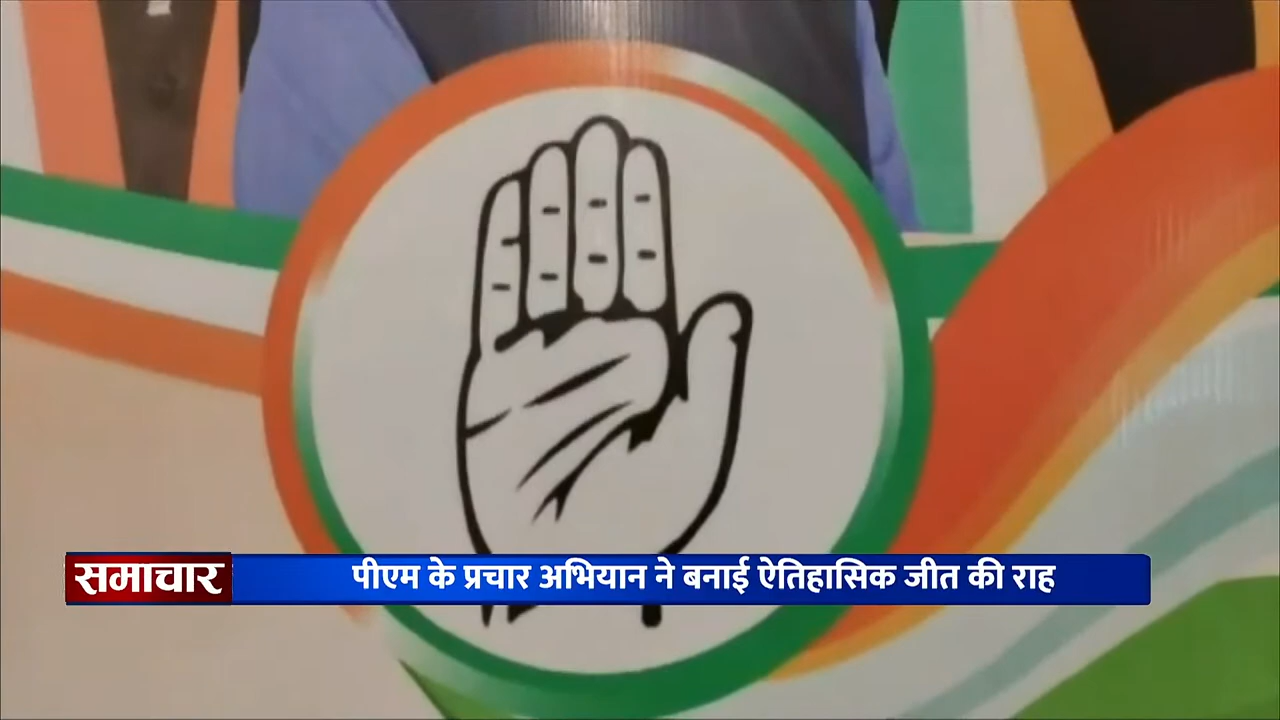 समाचार
पीएम के प्रचार अभियान ने बनाई ऐतिहासिक जीत की राह